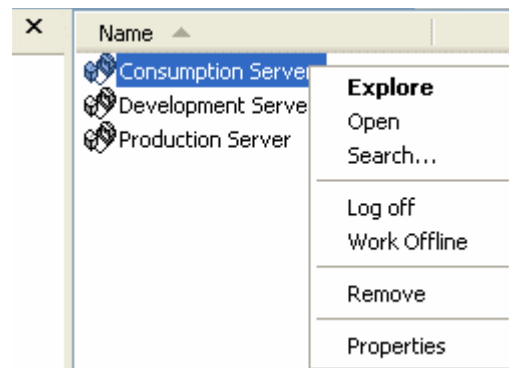 Name
Consumption Server
Development Serve
Production Server
Explore
Open
Search...
Log off
Work Offline
Remove
Properties